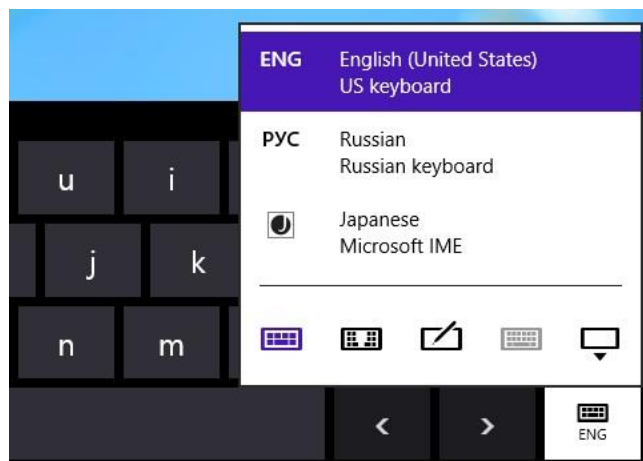 ENG English (United States)
US keyboard
РУС Russian
Russian keyboard
Japanese
Microsoft IME
u i
j k
n m
< >
ENG